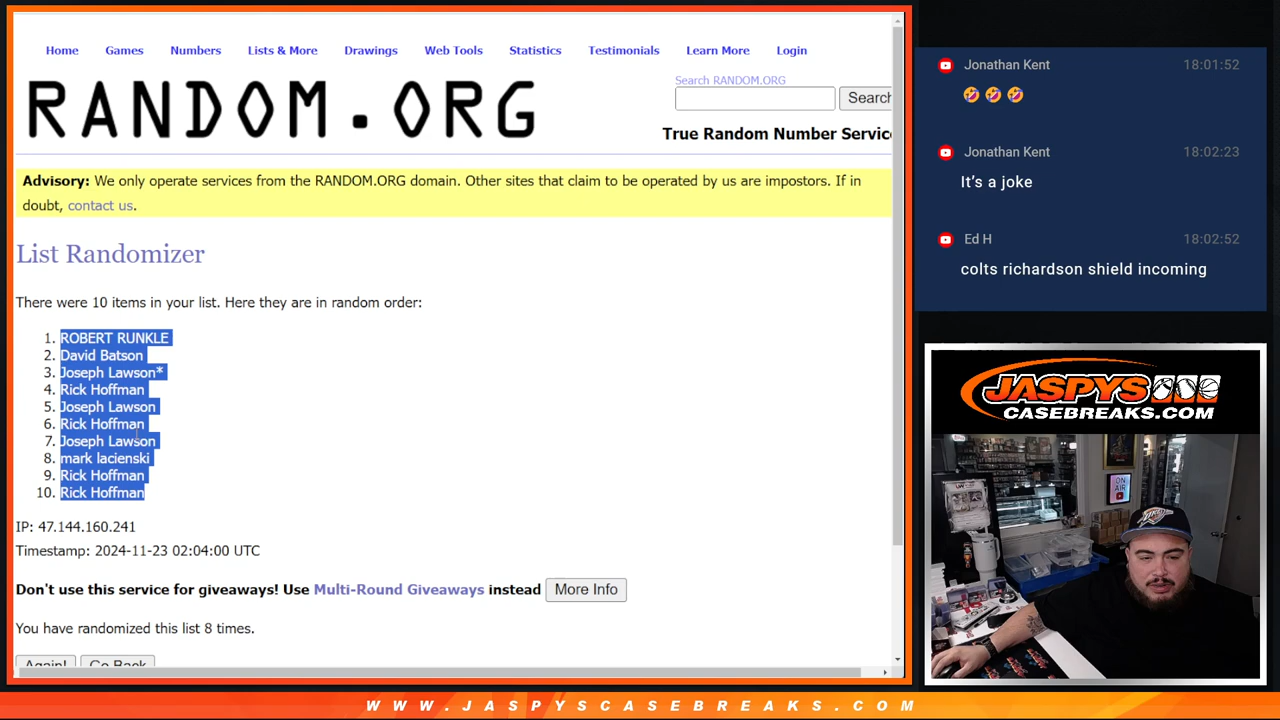 Home Games Numbers Lists & More Drawings Web Tools Statistics Testimonials Learn More Login
RANDOM.ORG
Search RANDOM.ORG
Search
True Random Number Servic
Advisory: We only operate services from the RANDOM.ORG domain. Other sites that claim to be operated by us are impostors. If in
doubt, contact us.
List Randomizer
There were 10 items in your list. Here they are in random order:
1. ROBERT RUNKLE
2. David Batson
3. Joseph Lawson*
4. Rick Hoffman
5. Joseph Lawson
6. Rick Hoffman
7. Joseph Lawson
8. mark lacienski
9. Rick Hoffman
10. Rick Hoffman
IP: 47.144.160.241
Timestamp: 2024-11-23 02:04:00 UTC
Don't use this service for giveaways! Use Multi-Round Giveaways instead More Info
You have randomized this list 8 times.
Again! Go Back
Jonathan Kent 18:01:52
🤣 🤣 🤣
Jonathan Kent 18:02:23
It's a joke
Ed H 18:02:52
colts richardson shield incoming
JASPYS
CASEBREAKS.COM
ON
AIR
WWW.JASPYSCASEBREAKS.COM